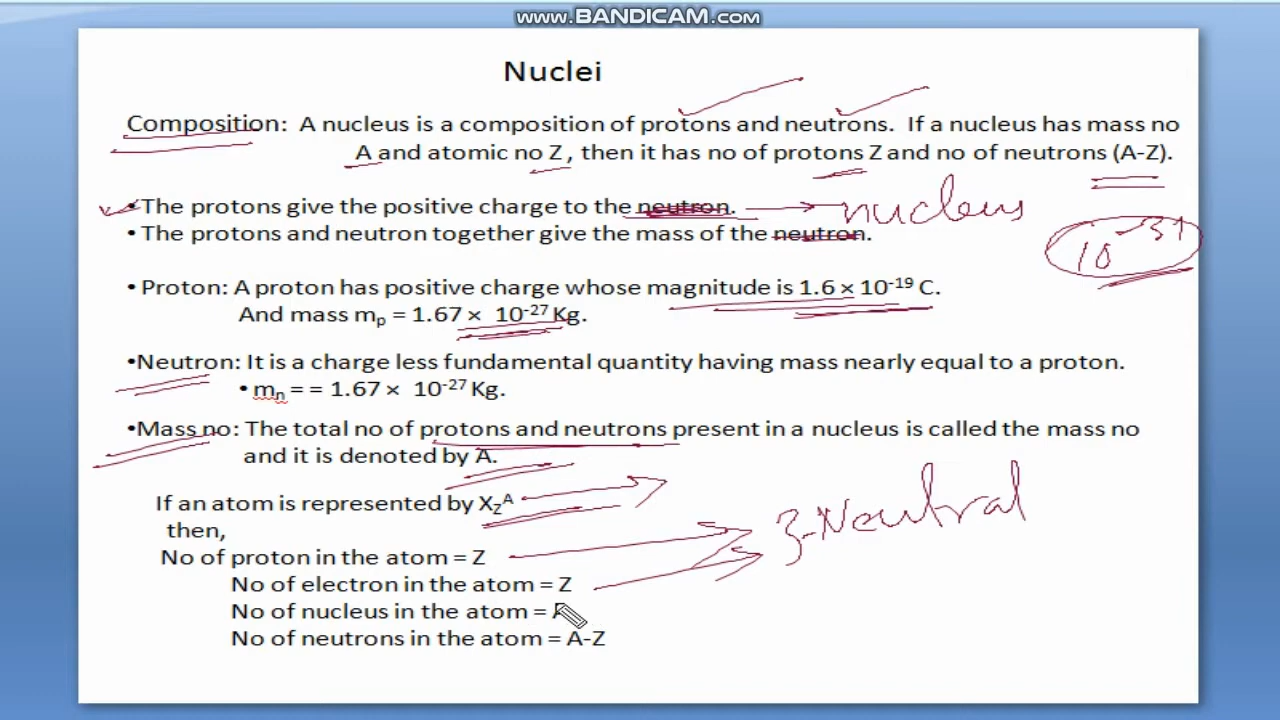 www.BANDICAM.com
Nuclei
Composition: A nucleus is a composition of protons and neutrons. If a nucleus has mass no
A and atomic no Z , then it has no of protons Z and no of neutrons (A-Z).
•The protons give the positive charge to the neutron. nucleus
•The protons and neutron together give the mass of the neutron.
10⁻³¹
•Proton: A proton has positive charge whose magnitude is 1.6 × 10⁻¹⁹ C.
And mass mₚ = 1.67 × 10⁻²⁷ Kg.
•Neutron: It is a charge less fundamental quantity having mass nearly equal to a proton.
•mₙ = = 1.67 × 10⁻²⁷ Kg.
•Mass no: The total no of protons and neutrons present in a nucleus is called the mass no
and it is denoted by A.
If an atom is represented by X_Z^A
then,
No of proton in the atom = Z
Neutral
No of electron in the atom = Z
No of nucleus in the atom =
No of neutrons in the atom = A-Z